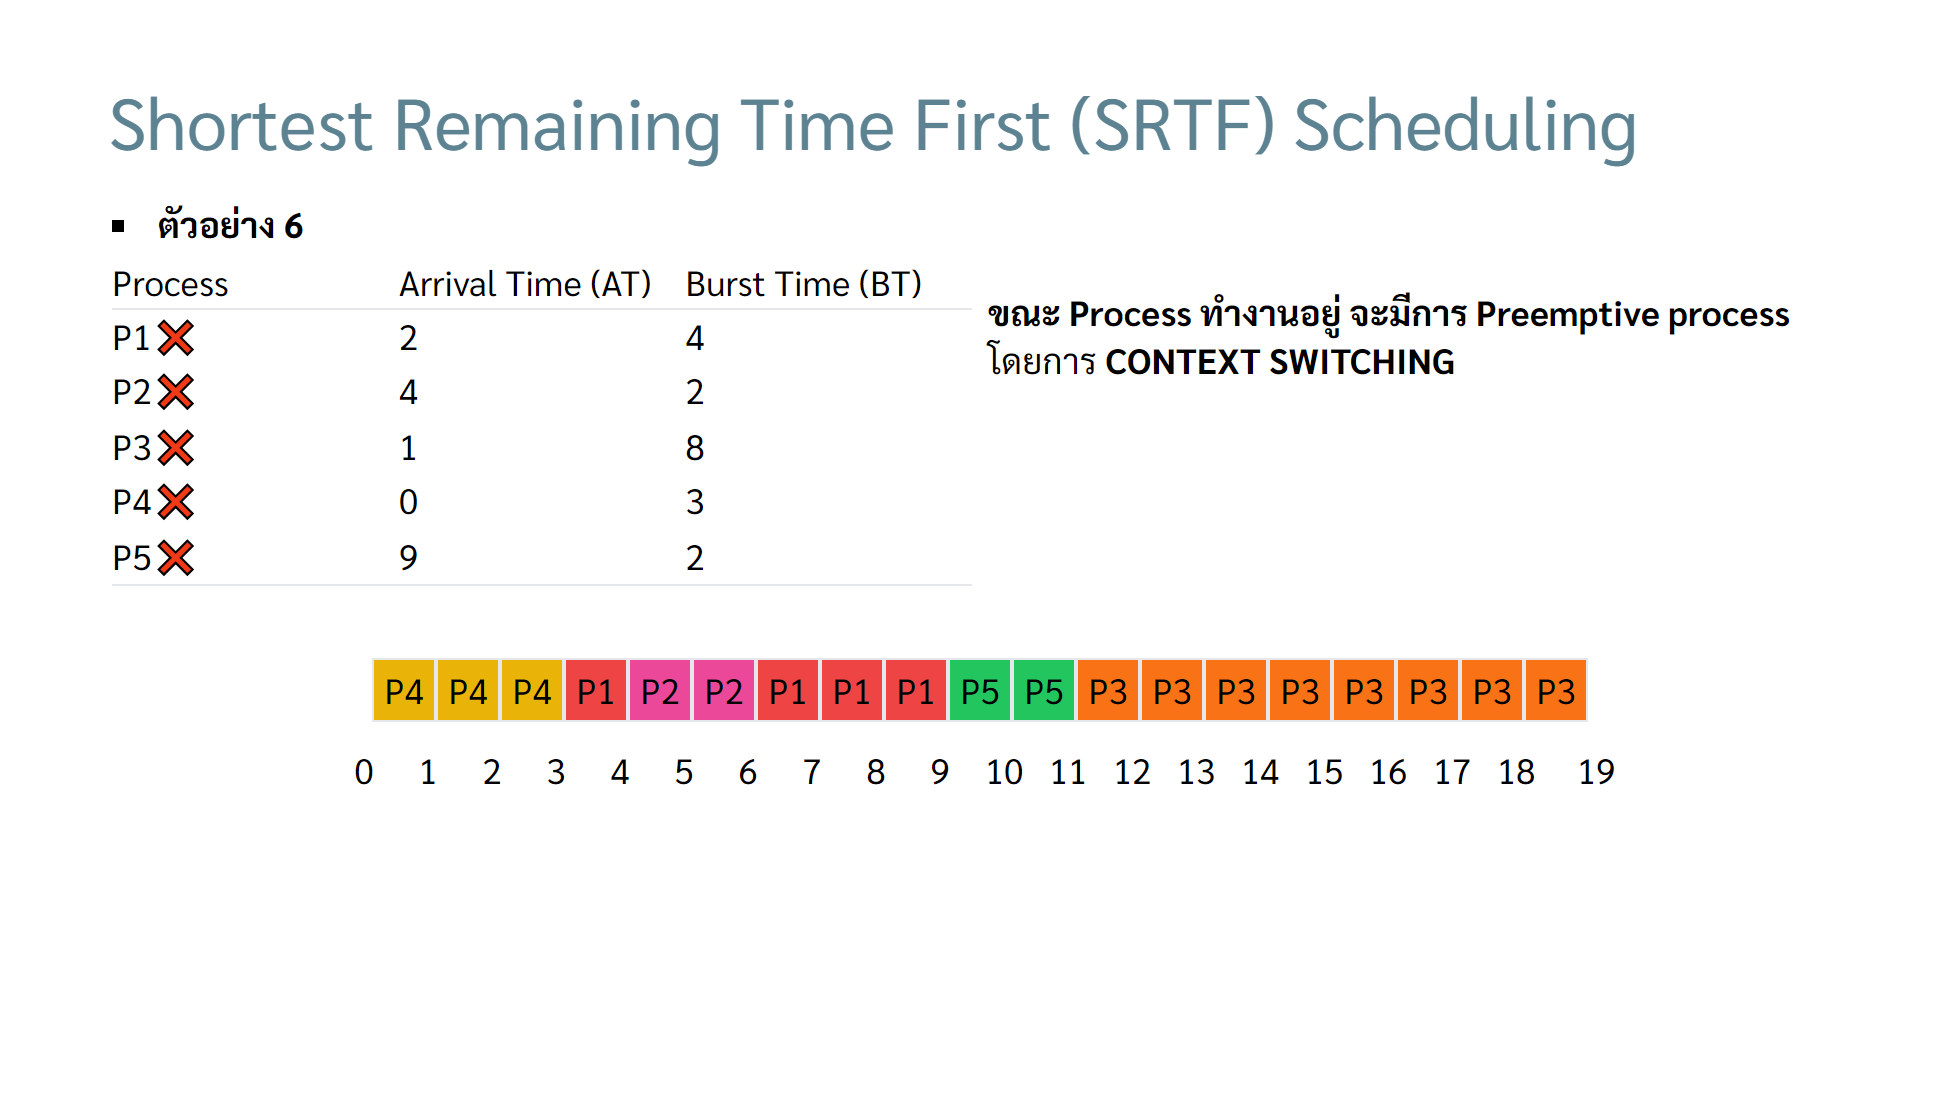 Shortest Remaining Time First (SRTF) Scheduling
▪ ตัวอย่าง 6
Process Arrival Time (AT) Burst Time (BT)
P1 2 4
P2 4 2
P3 1 8
P4 0 3
P5 9 2
ขณะ Process ทำงานอยู่ จะมีการ Preemptive process
โดยการ CONTEXT SWITCHING
P4 P4 P4 P1 P2 P2 P1 P1 P1 P5 P5 P3 P3 P3 P3 P3 P3 P3 P3
0 1 2 3 4 5 6 7 8 9 10 11 12 13 14 15 16 17 18 19